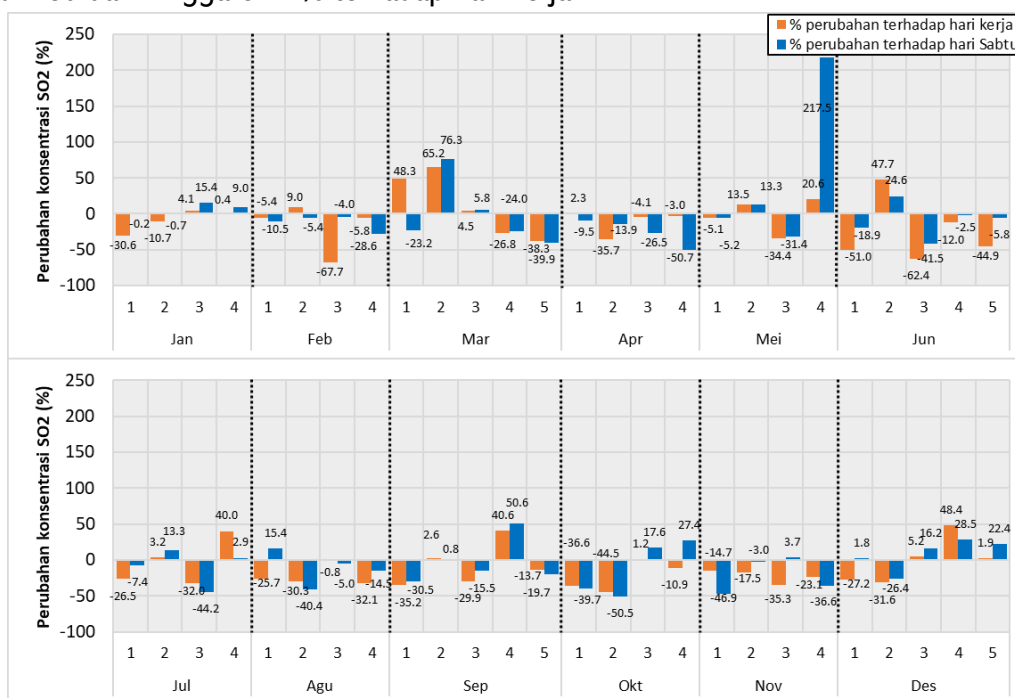 % perubahan terhadap hari kerja
% perubahan terhadap hari Sabtu
Perubahan konsentrasi SO2 (%)
250
200
150
100
50
0
-50
-100
-30.6 -0.2 -10.7 -0.7 4.1 15.4 0.4 9.0
-5.4 -10.5 9.0 -5.4 -67.7 -4.0 -5.8 -28.6
48.3 -23.2 65.2 76.3 4.5 5.8 -26.8 -24.0 -38.3 -39.9
2.3 -9.5 -35.7 -13.9 -4.1 -26.5 -3.0 -50.7
-5.1 -5.2 13.5 13.3 -34.4 -31.4 20.6 217.5
-51.0 -18.9 47.7 24.6 -62.4 -41.5 -12.0 -2.5 -44.9 -5.8
1 2 3 4 1 2 3 4 1 2 3 4 5 1 2 3 4 1 2 3 4 1 2 3 4 5
Jan Feb Mar Apr Mei Jun
Perubahan konsentrasi SO2 (%)
250
200
150
100
50
0
-50
-100
-26.5 -7.4 3.2 13.3 -32.0 -44.2 40.0 2.9
-25.7 15.4 -30.3 -40.4 -0.8 -5.0 -32.1 -14.5
-35.2 -30.5 2.6 0.8 -29.9 -15.5 40.6 50.6 -13.7 -19.7
-36.6 -39.7 -44.5 -50.5 1.2 17.6 -10.9 27.4
-14.7 -46.9 -17.5 -3.0 -35.3 3.7 -23.1 -36.6
-27.2 1.8 -31.6 -26.4 5.2 16.2 48.4 28.5 1.9 22.4
1 2 3 4 1 2 3 4 1 2 3 4 5 1 2 3 4 1 2 3 4 1 2 3 4 5
Jul Agu Sep Okt Nov Des